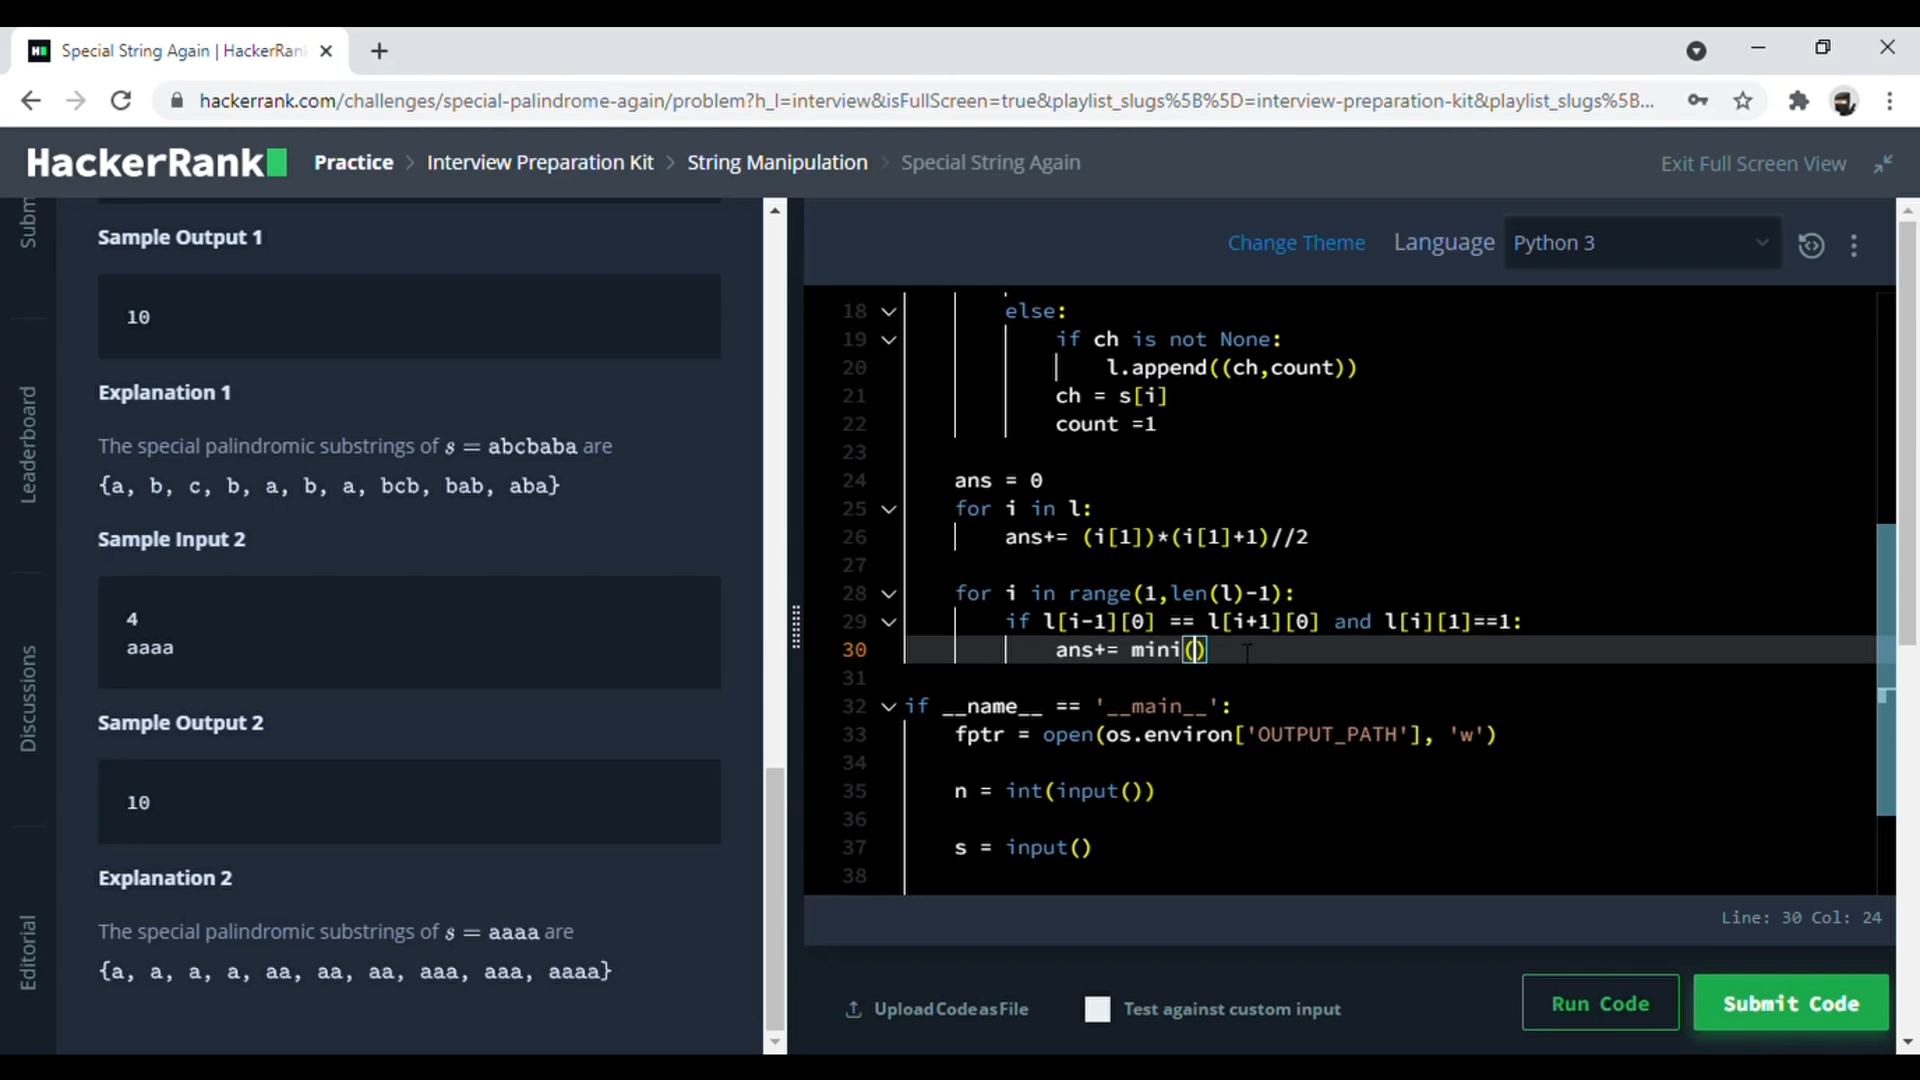 Special String Again | HackerRan
hackerrank.com/challenges/special-palindrome-again/problem?h_l=interview&isFullScreen=true&playlist_slugs%5B%5D=interview-preparation-kit&playlist_slugs%5B...
HackerRank
Practice > Interview Preparation Kit > String Manipulation > Special String Again
Exit Full Screen View
Subm
Leaderboard
Discussions
Editorial
Sample Output 1
10
Explanation 1
The special palindromic substrings of s = abcbaba are
{a, b, c, b, a, b, a, bcb, bab, aba}
Sample Input 2
4
aaaa
Sample Output 2
10
Explanation 2
The special palindromic substrings of s = aaaa are
{a, a, a, a, aa, aa, aa, aaa, aaa, aaaa}
Change Theme Language Python 3
18 else:
19 if ch is not None:
20 l.append((ch,count))
21 ch = s[i]
22 count =1
23
24 ans = 0
25 for i in l:
26 ans+= (i[1])*(i[1]+1)//2
27
28 for i in range(1,len(l)-1):
29 if l[i-1][0] == l[i+1][0] and l[i][1]==1:
30 ans+= mini()
31
32 if __name__ == '__main__':
33 fptr = open(os.environ['OUTPUT_PATH'], 'w')
34
35 n = int(input())
36
37 s = input()
38
Line: 30 Col: 24
Upload Code as File
Test against custom input
Run Code
Submit Code